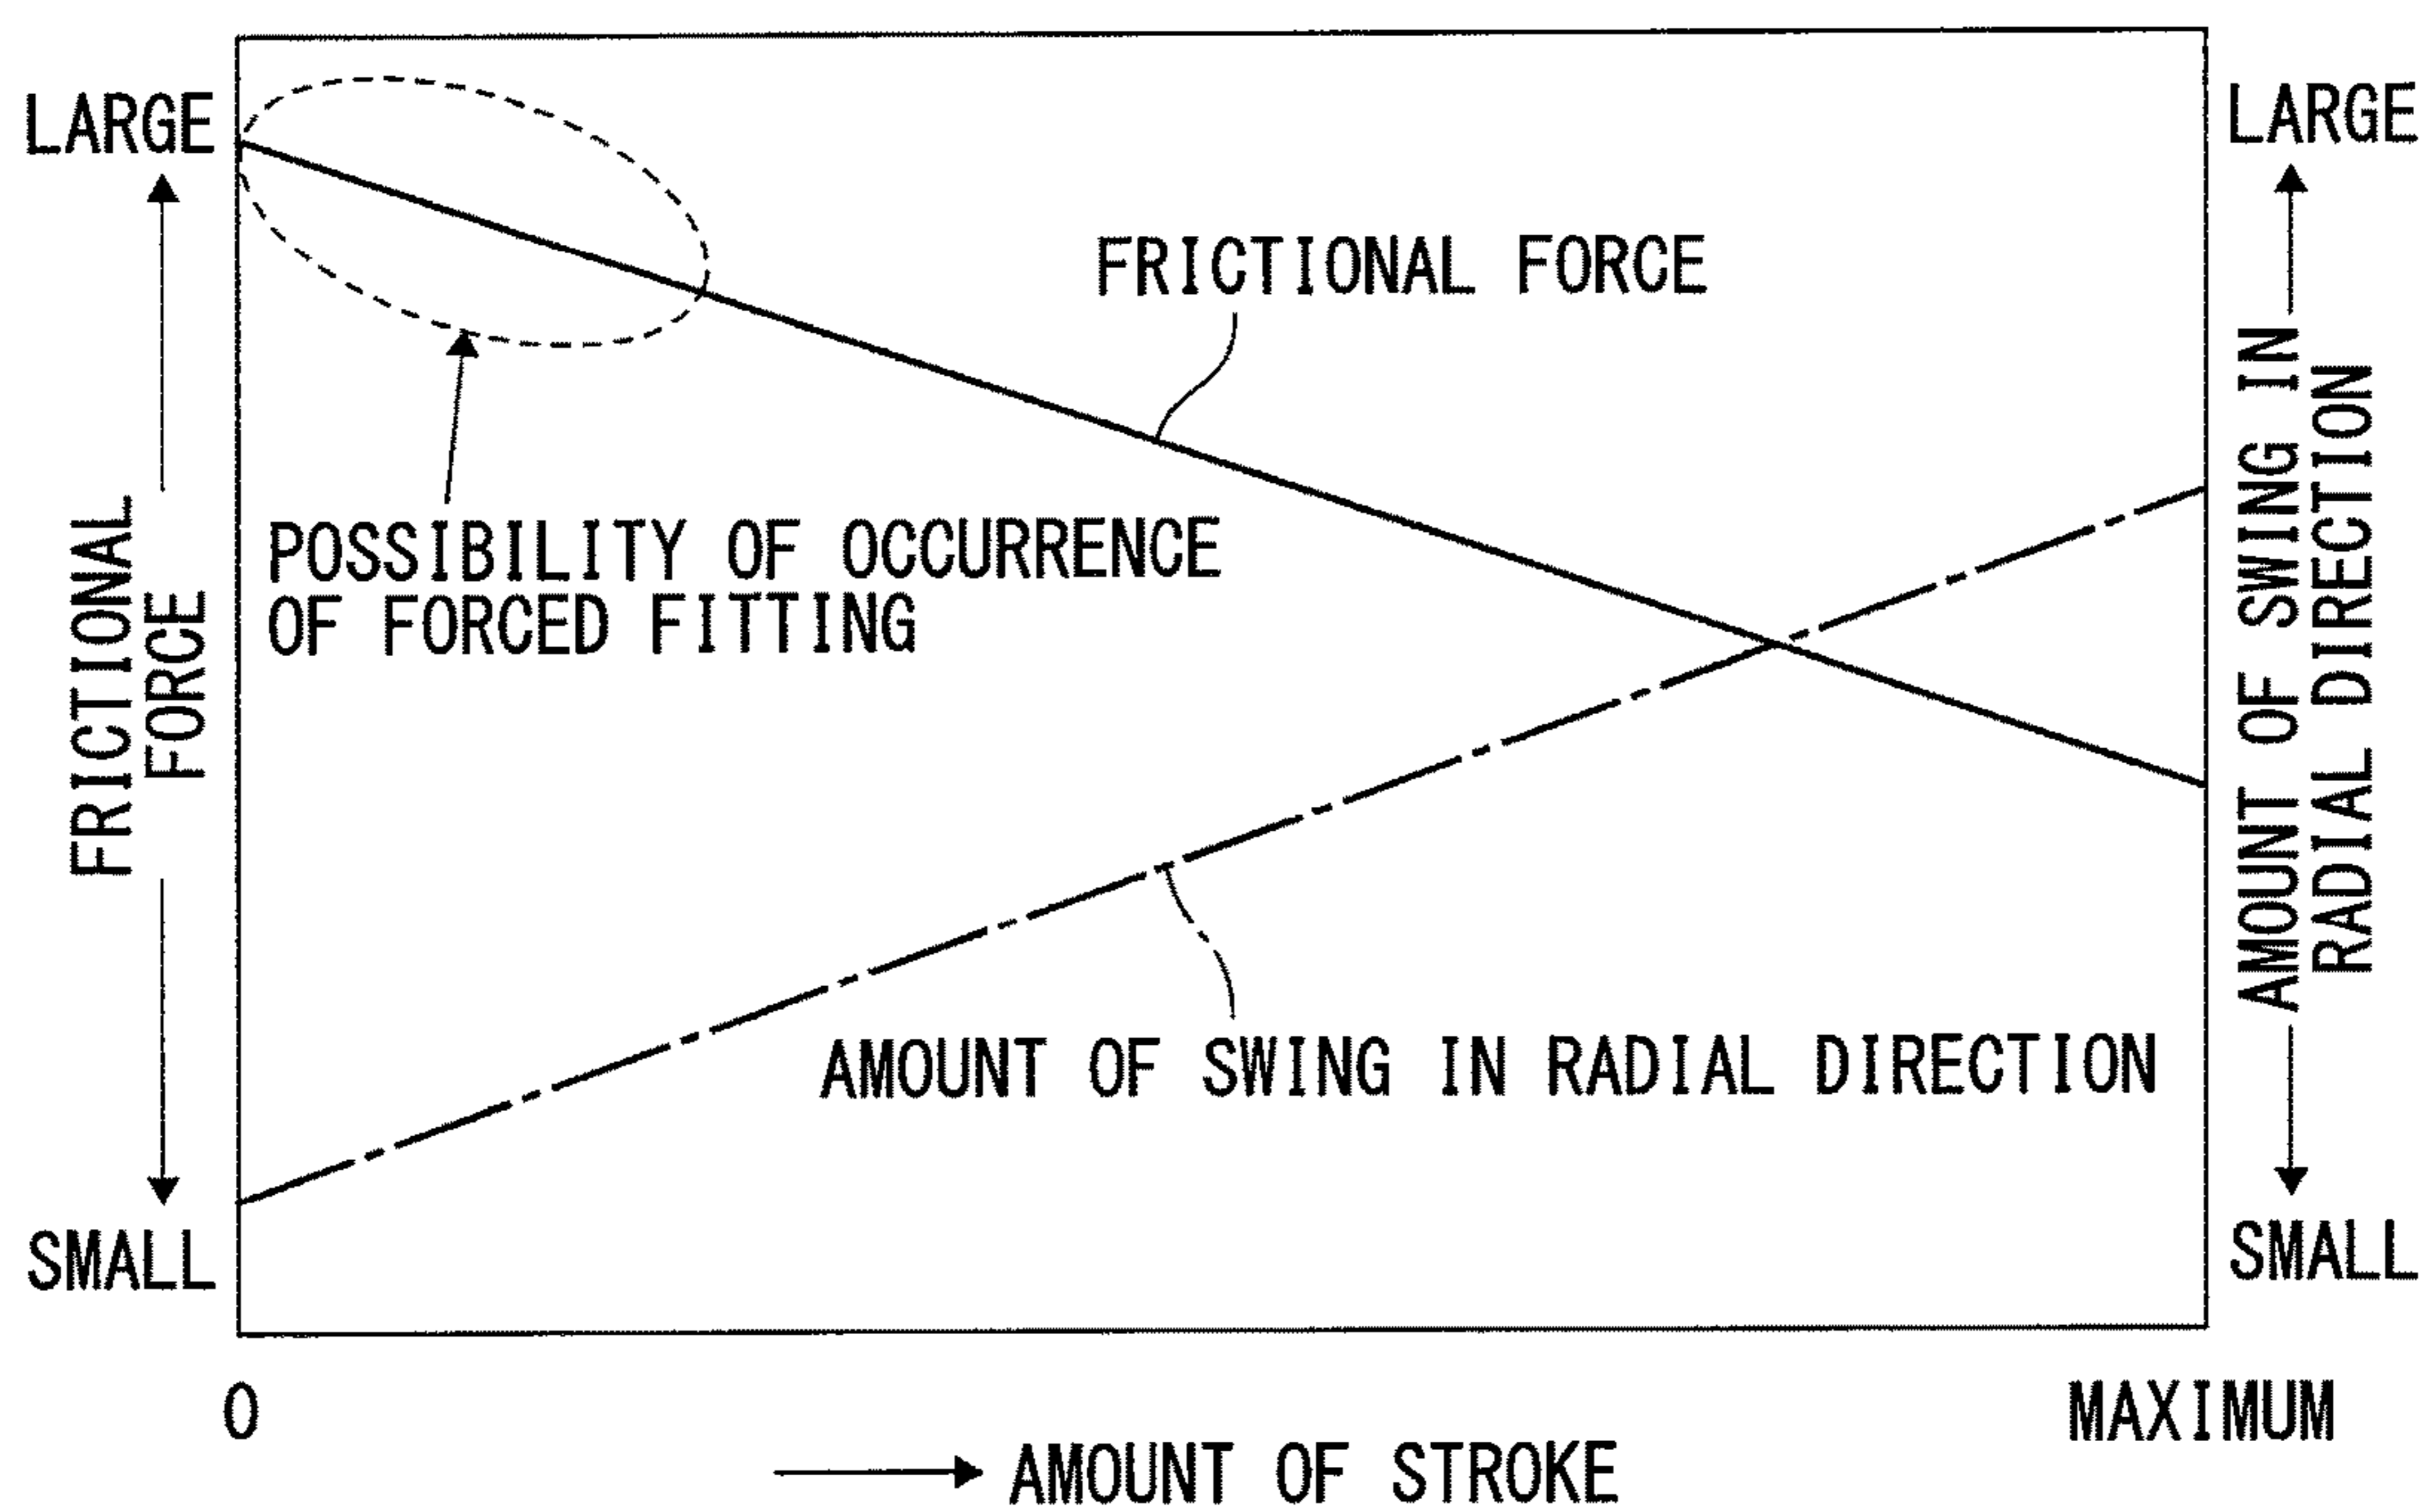 LARGE
FRICTIONAL
FORCE
SMALL
FRICTIONAL FORCE
POSSIBILITY OF OCCURRENCE
OF FORCED FITTING
AMOUNT OF SWING IN RADIAL DIRECTION
LARGE
AMOUNT OF SWING IN
RADIAL DIRECTION
SMALL
0
MAXIMUM
AMOUNT OF STROKE